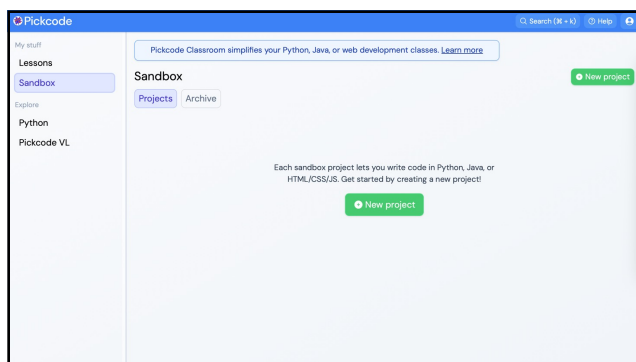 Pickcode
Search (⌘ + k)
Help
My stuff
Lessons
Sandbox
Explore
Python
Pickcode VL
Pickcode Classroom simplifies your Python, Java, or web development classes. Learn more
Sandbox
New project
Projects
Archive
Each sandbox project lets you write code in Python, Java, or
HTML/CSS/JS. Get started by creating a new project!
New project